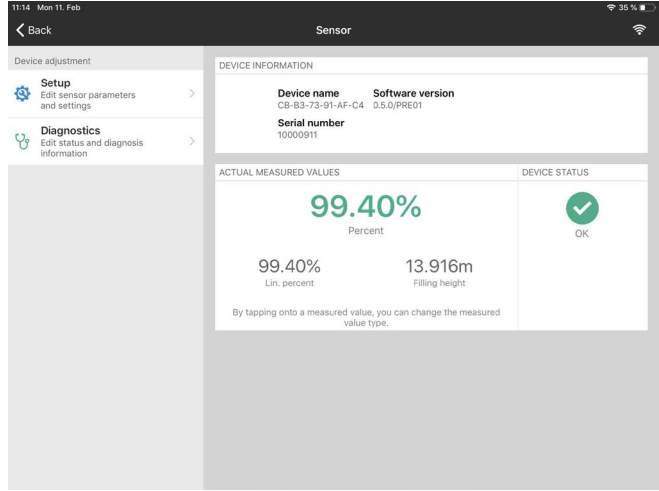 11:14 Mon 11. Feb
35 %
Back
Sensor
Device adjustment
Setup
Edit sensor parameters
and settings
Diagnostics
Edit status and diagnosis
information
DEVICE INFORMATION
Device name Software version
CB-B3-73-91-AF-C4 0.5.0/PRE01
Serial number
10000911
ACTUAL MEASURED VALUES
99.40%
Percent
99.40% 13.916m
Lin. percent Filling height
By tapping onto a measured value, you can change the measured
value type.
DEVICE STATUS
OK